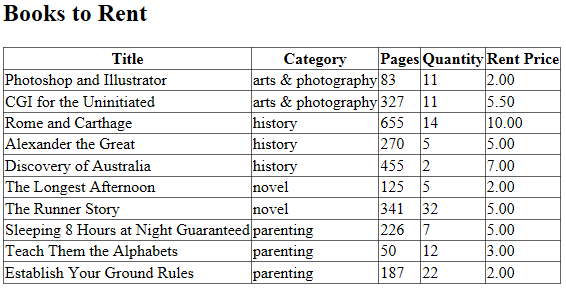 Books to Rent
Title Category Pages Quantity Rent Price
Photoshop and Illustrator arts & photography 83 11 2.00
CGI for the Uninitiated arts & photography 327 11 5.50
Rome and Carthage history 655 14 10.00
Alexander the Great history 270 5 5.00
Discovery of Australia history 455 2 7.00
The Longest Afternoon novel 125 5 2.00
The Runner Story novel 341 32 5.00
Sleeping 8 Hours at Night Guaranteed parenting 226 7 5.00
Teach Them the Alphabets parenting 50 12 3.00
Establish Your Ground Rules parenting 187 22 2.00